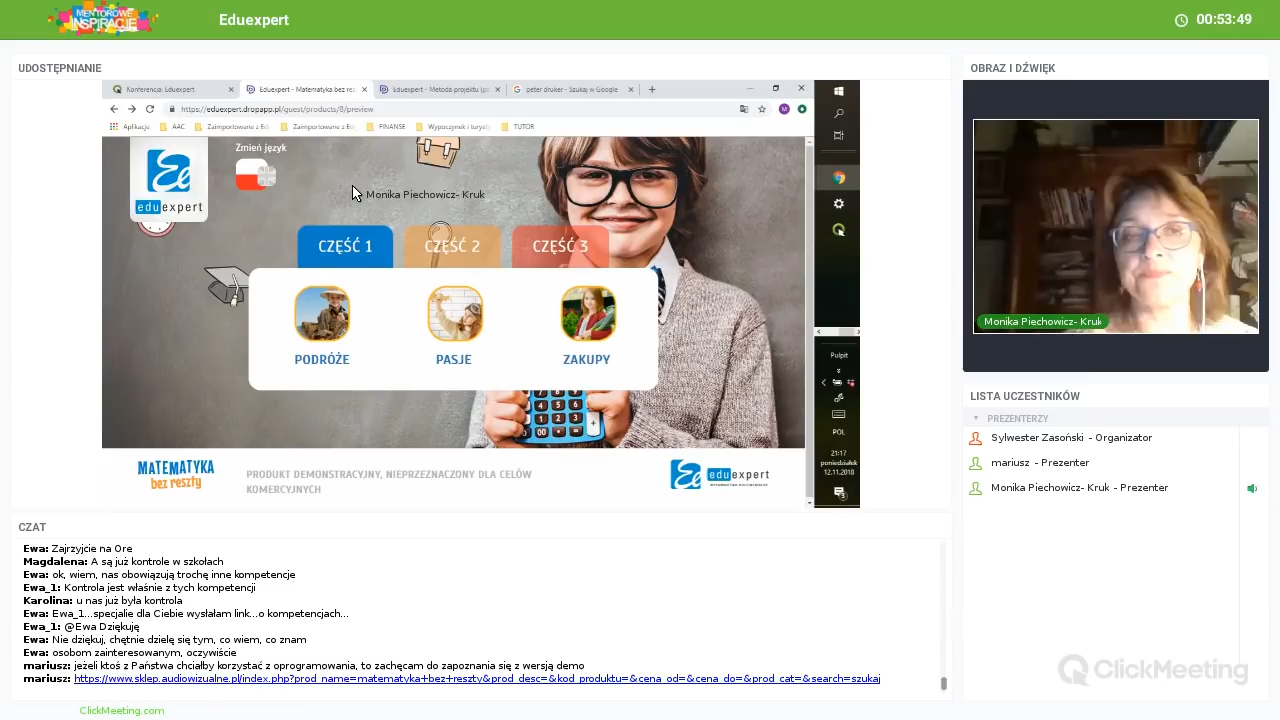 MENTOROWE
INSPIRACJE
Eduexpert
00:53:49
UDOSTĘPNIANIE
Konferencja: Eduexpert
Eduexpert - Matematyka bez res
Eduexpert - Metoda projektu (p
peter druker - Szukaj w Google
https://eduexpert.dropapp.pl/guest/products/8/preview
Aplikacje
AAC
Zaimportowane z Ed
Zaimportowane z Ed
FINANSE
Wypoczynek i turyst
TUTOR
Zmień język
eduexpert
Monika Piechowicz- Kruk
CZĘŚĆ 1
CZĘŚĆ 2
CZĘŚĆ 3
PODRÓŻE
PASJE
ZAKUPY
MATEMATYKA
bez reszty
PRODUKT DEMONSTRACYJNY, NIEPRZEZNACZONY DLA CELÓW
KOMERCYJNYCH
eduexpert
Pulpit
POL
21:17
poniedziałek
12.11.2018
OBRAZ I DŹWIĘK
Monika Piechowicz- Kruk
LISTA UCZESTNIKÓW
PREZENTERZY
Sylwester Zasoński - Organizator
mariusz - Prezenter
Monika Piechowicz- Kruk - Prezenter
CZAT
Ewa: Zajrzyjcie na Ore
Magdalena: A są już kontrole w szkołach
Ewa: ok, wiem, nas obowiązują trochę inne kompetencje
Ewa_1: Kontrola jest właśnie z tych kompetencji
Karolina: u nas już była kontrola
Ewa: Ewa_1...specjalie dla Ciebie wysłałam link...o kompetencjach...
Ewa_1: @Ewa Dziękuję
Ewa: Nie dziękuj, chętnie dzielę się tym, co wiem, co znam
Ewa: osobom zainteresowanym, oczywiście
mariusz: jeżeli ktoś z Państwa chciałby korzystać z oprogramowania, to zachęcam do zapoznania się z wersją demo
mariusz: https://www.sklep.audiowizualne.pl/index.php?prod_name=matematyka+bez+reszty&prod_desc=&kod_produktu=&cena_od=&cena_do=&prod_cat=&search=szukaj
ClickMeeting
ClickMeeting.com